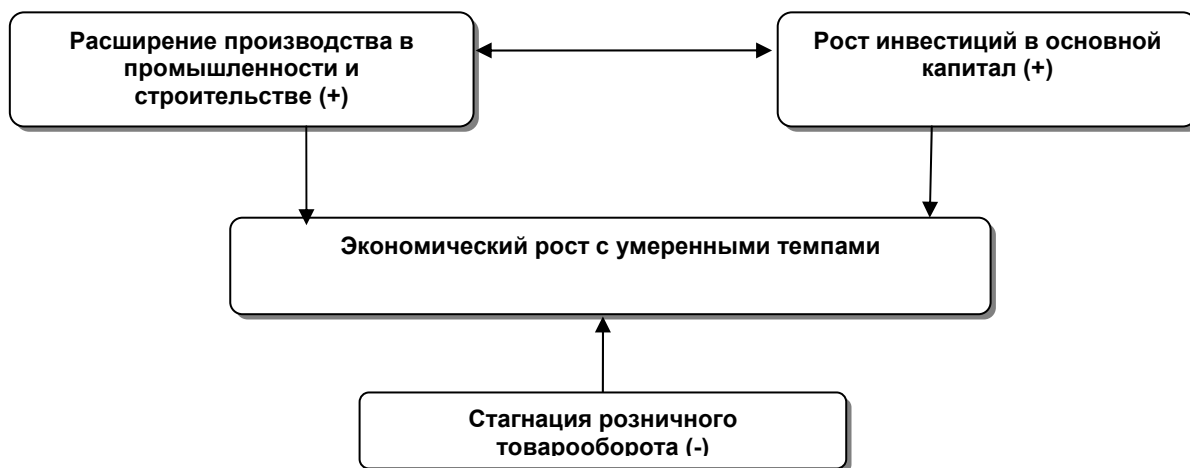 Расширение производства в
промышленности и
строительстве (+)
Рост инвестиций в основной
капитал (+)
Экономический рост с умеренными темпами
Стагнация розничного
товарооборота (-)